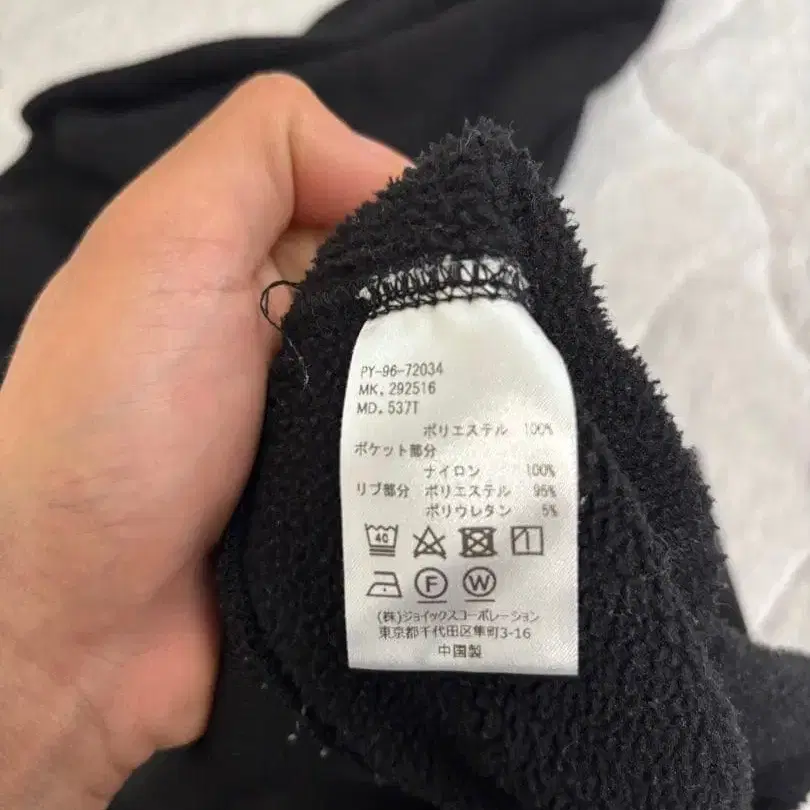 PY-96-72034
MK. 292516
MD. 537T
ポリエステル 100%
ポケット部分
ナイロン 100%
リブ部分 ポリエステル 95%
ポリウレタン 5%
40
F W
(株)ジョイックスコーポレーション
東京都千代田区隼町3-16
中国製